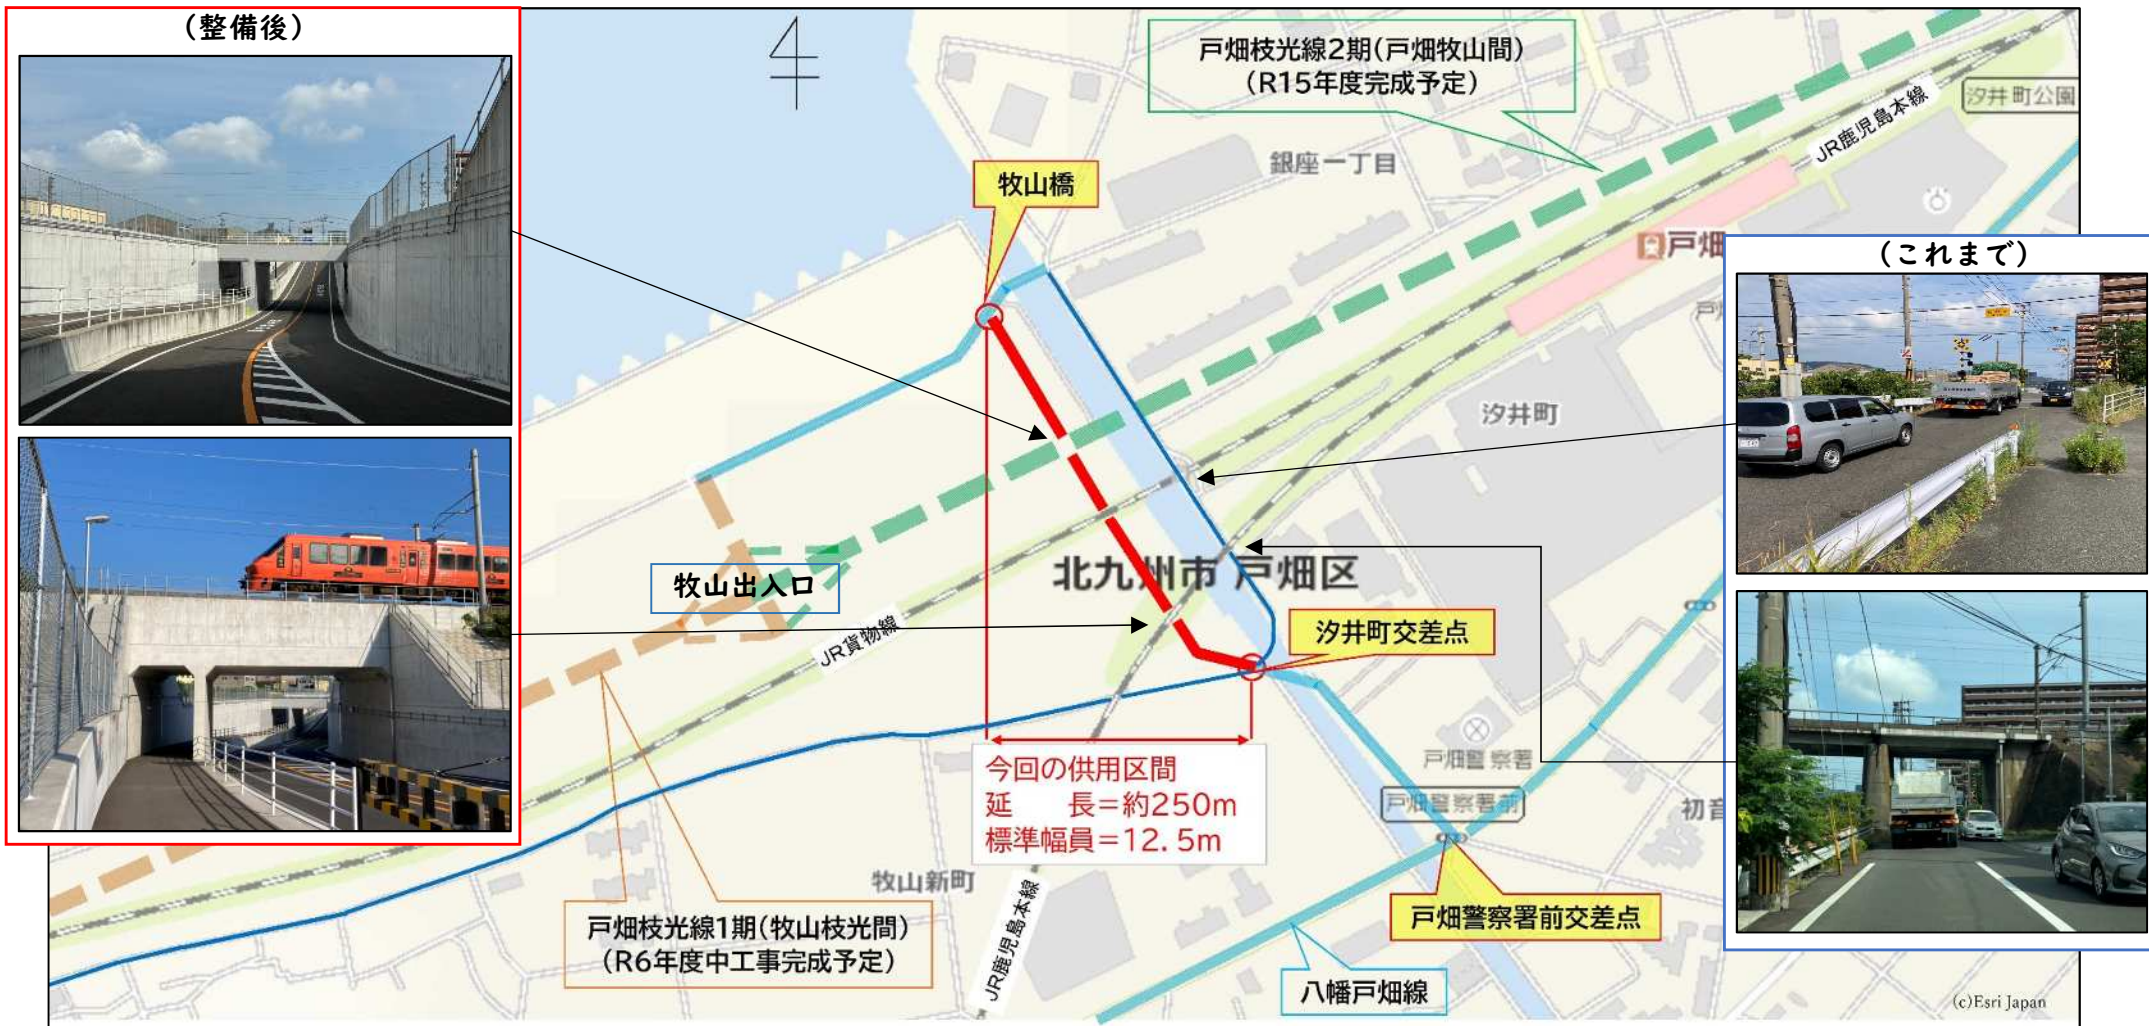 (整備後)
戸畑枝光線2期(戸畑牧山間)
(R15年度完成予定)
汐井町公園
JR鹿児島本線
銀座一丁目
牧山橋
戸畑
(これまで)
汐井町
北九州市 戸畑区
牧山出入口
JR貨物線
汐井町交差点
今回の供用区間
延　　長＝約250m
標準幅員＝12.5m
戸畑警察署
戸畑警察署前
初音
牧山新町
戸畑枝光線1期(牧山枝光間)
(R6年度中工事完成予定)
JR鹿児島本線
戸畑警察署前交差点
八幡戸畑線
(c)Esri Japan